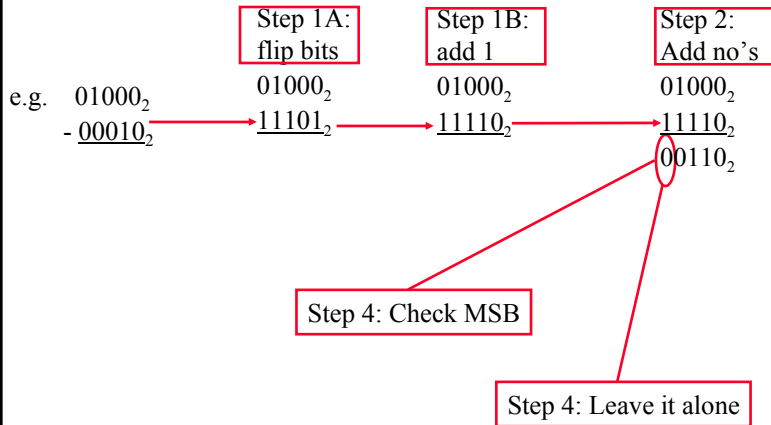 Step 1A: Step 1B: Step 2:
flip bits add 1 Add no's
e.g. 01000₂ 01000₂ 01000₂ 01000₂
- 00010₂ 11101₂ 11110₂ 11110₂
00110₂
Step 4: Check MSB
Step 4: Leave it alone